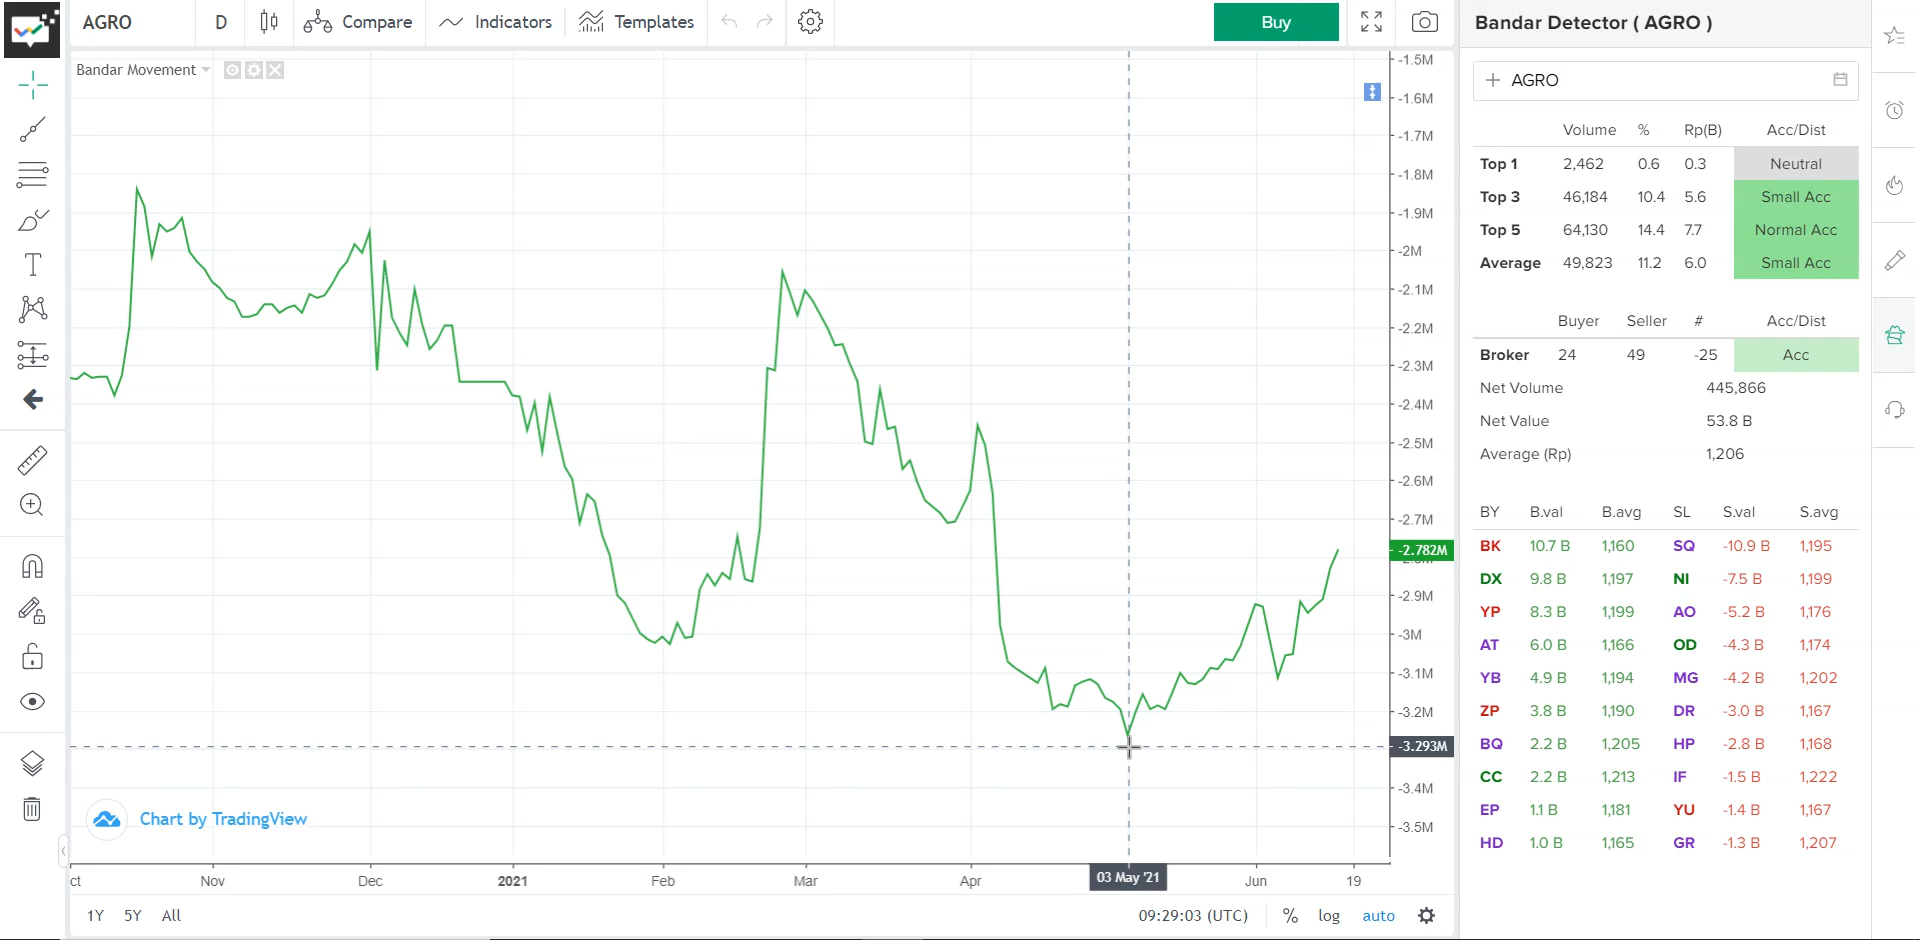 AGRO D Compare Indicators Templates Buy
Bandar Movement
-1.5M
-1.6M
-1.7M
-1.8M
-1.9M
-2M
-2.1M
-2.2M
-2.3M
-2.4M
-2.5M
-2.6M
-2.7M
-2.782M
-2.9M
-3M
-3.1M
-3.2M
-3.293M
-3.4M
-3.5M
Chart by TradingView
ct Nov Dec 2021 Feb Mar Apr 03 May '21 Jun 19
1Y 5Y All 09:29:03 (UTC) % log auto
Bandar Detector ( AGRO )
AGRO
Volume % Rp(B) Acc/Dist
Top 1 2,462 0.6 0.3 Neutral
Top 3 46,184 10.4 5.6 Small Acc
Top 5 64,130 14.4 7.7 Normal Acc
Average 49,823 11.2 6.0 Small Acc
Buyer Seller # Acc/Dist
Broker 24 49 -25 Acc
Net Volume 445,866
Net Value 53.8 B
Average (Rp) 1,206
BY B.val B.avg SL S.val S.avg
BK 10.7 B 1,160 SQ -10.9 B 1,195
DX 9.8 B 1,197 NI -7.5 B 1,199
YP 8.3 B 1,199 AO -5.2 B 1,176
AT 6.0 B 1,166 OD -4.3 B 1,174
YB 4.9 B 1,194 MG -4.2 B 1,202
ZP 3.8 B 1,190 DR -3.0 B 1,167
BQ 2.2 B 1,205 HP -2.8 B 1,168
CC 2.2 B 1,213 IF -1.5 B 1,222
EP 1.1 B 1,181 YU -1.4 B 1,167
HD 1.0 B 1,165 GR -1.3 B 1,207